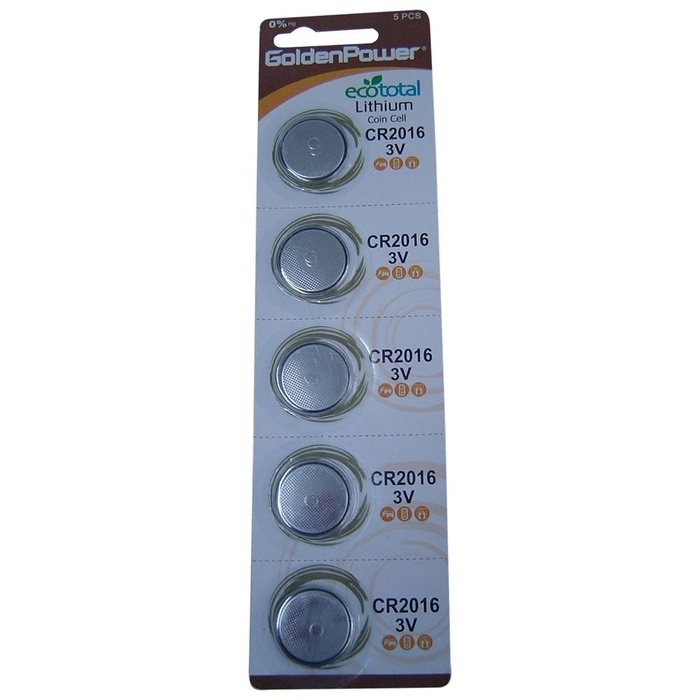 0% Hg
5 PCS
GoldenPower®
ecototal
Lithium
Coin Cell
CR2016
3V
CR2016
3V
CR2016
3V
CR2016
3V
CR2016
3V